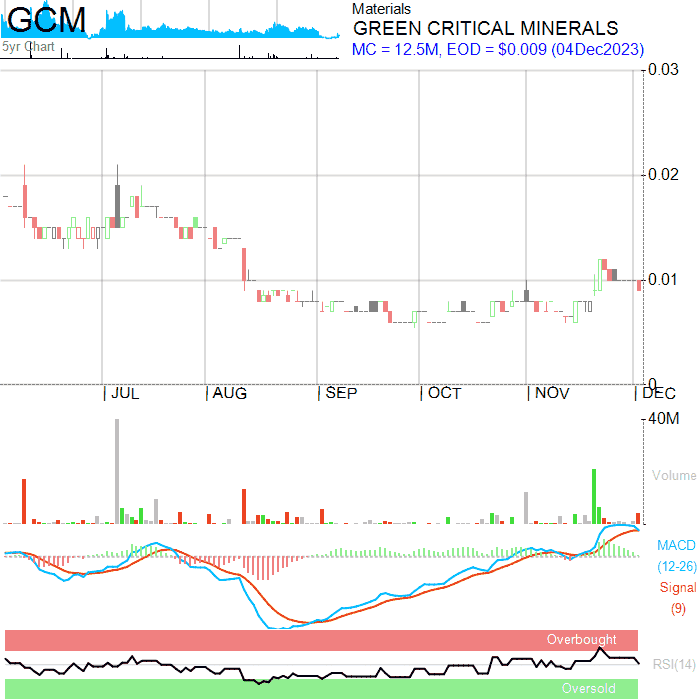 GCM
5yr Chart
Materials
GREEN CRITICAL MINERALS
MC = 12.5M, EOD = $0.009 (04Dec2023)
0.03
0.02
0.01
0
JUL AUG SEP OCT NOV DEC
40M
Volume
MACD
(12-26)
Signal
(9)
Overbought
RSI(14)
Oversold